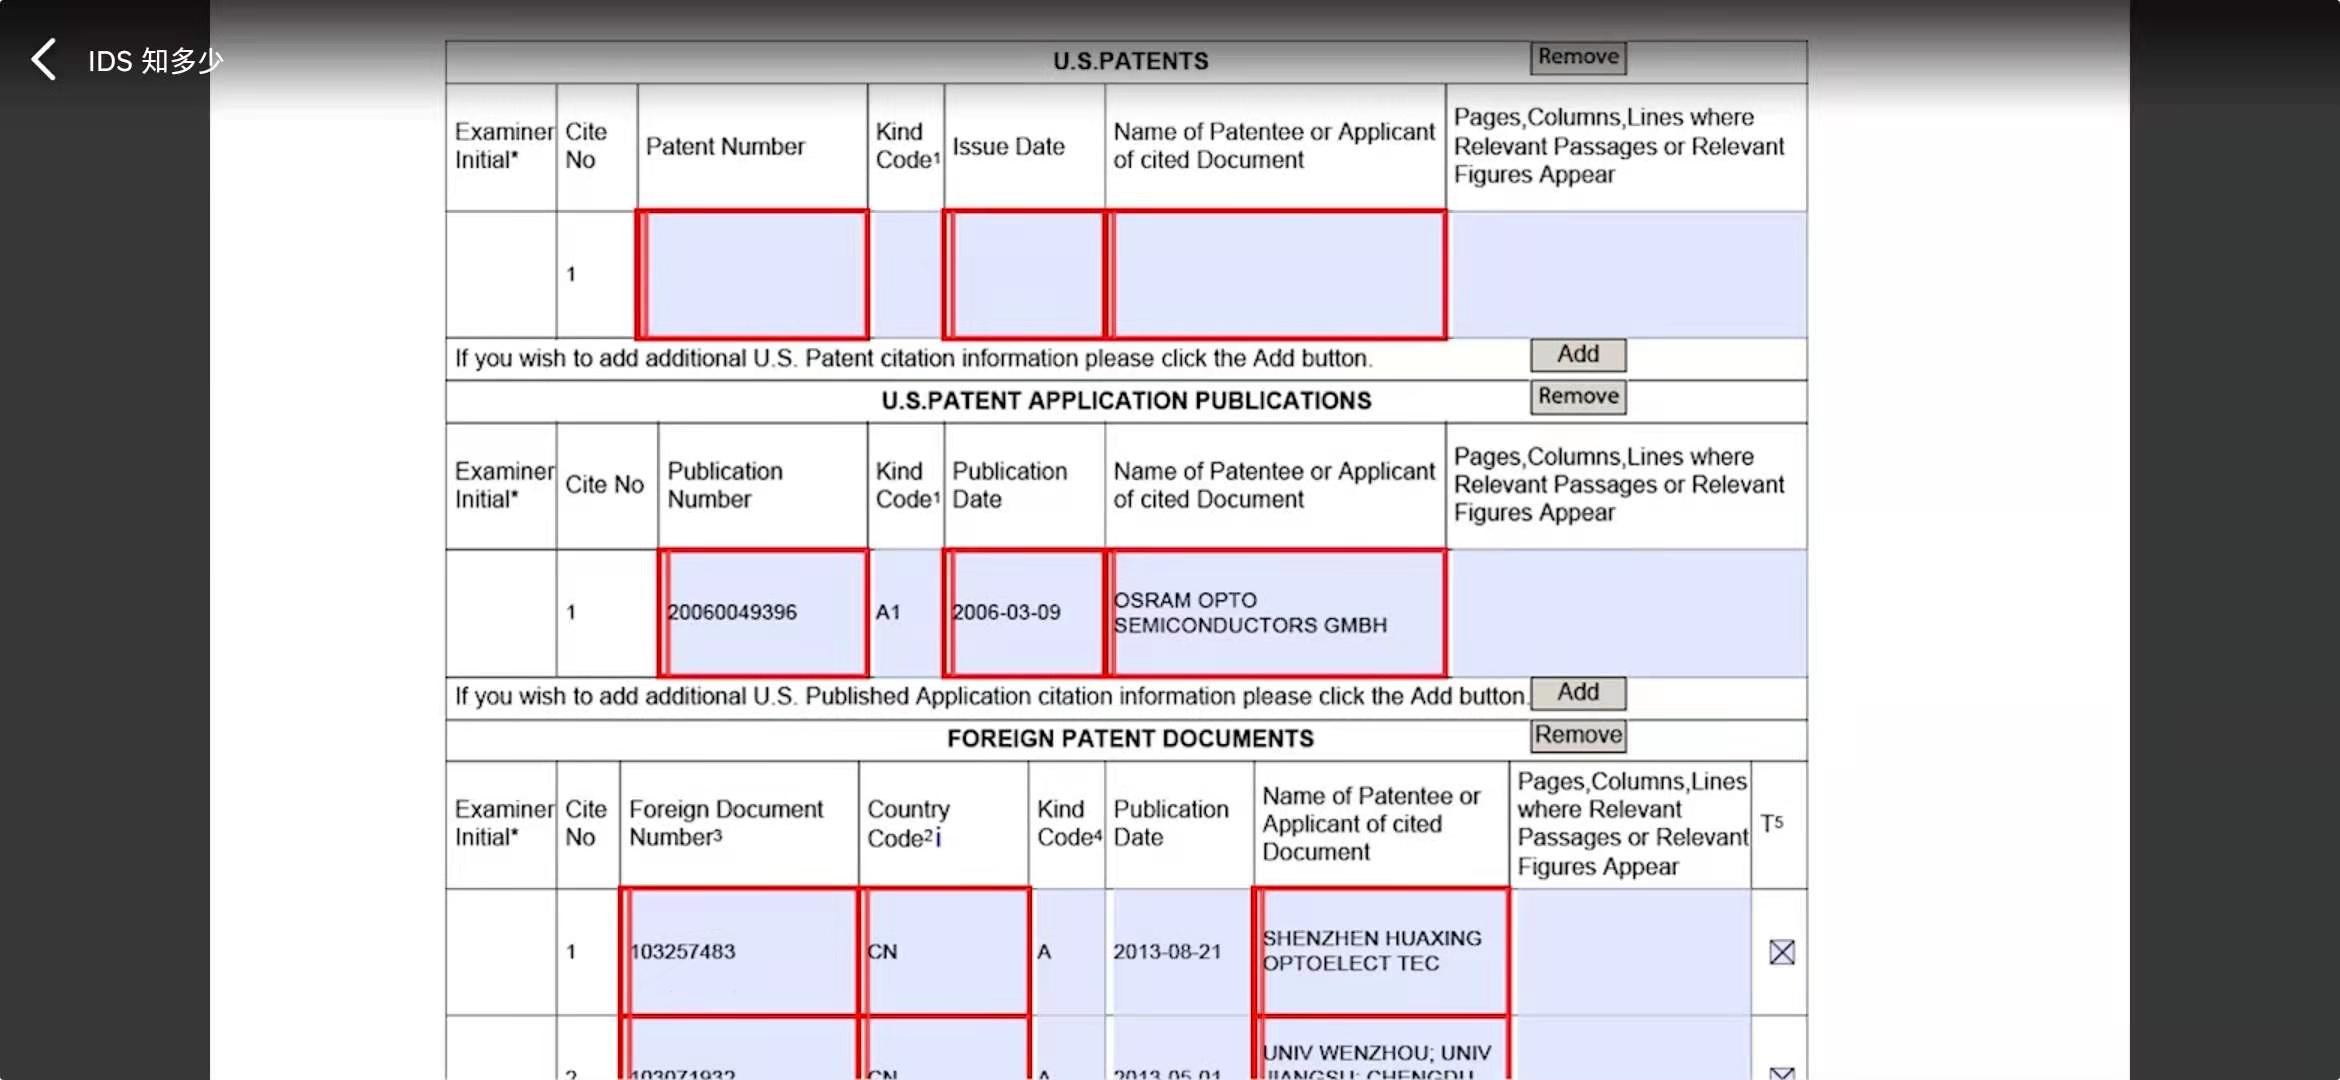 IDS 知多少
U.S.PATENTS
Remove
Examiner Initial*
Cite No
Patent Number
Kind Code1
Issue Date
Name of Patentee or Applicant of cited Document
Pages,Columns,Lines where Relevant Passages or Relevant Figures Appear
1
If you wish to add additional U.S. Patent citation information please click the Add button.
Add
U.S.PATENT APPLICATION PUBLICATIONS
Remove
Examiner Initial*
Cite No
Publication Number
Kind Code1
Publication Date
Name of Patentee or Applicant of cited Document
Pages,Columns,Lines where Relevant Passages or Relevant Figures Appear
1
20060049396
A1
2006-03-09
OSRAM OPTO SEMICONDUCTORS GMBH
If you wish to add additional U.S. Published Application citation information please click the Add button.
Add
FOREIGN PATENT DOCUMENTS
Remove
Examiner Initial*
Cite No
Foreign Document Number3
Country Code2i
Kind Code4
Publication Date
Name of Patentee or Applicant of cited Document
Pages,Columns,Lines where Relevant Passages or Relevant Figures Appear
T5
1
103257483
CN
A
2013-08-21
SHENZHEN HUAXING OPTOELECT TEC
2
103071932
CN
A
2013-05-01
UNIV WENZHOU; UNIV JIANGSU; CHENGDU